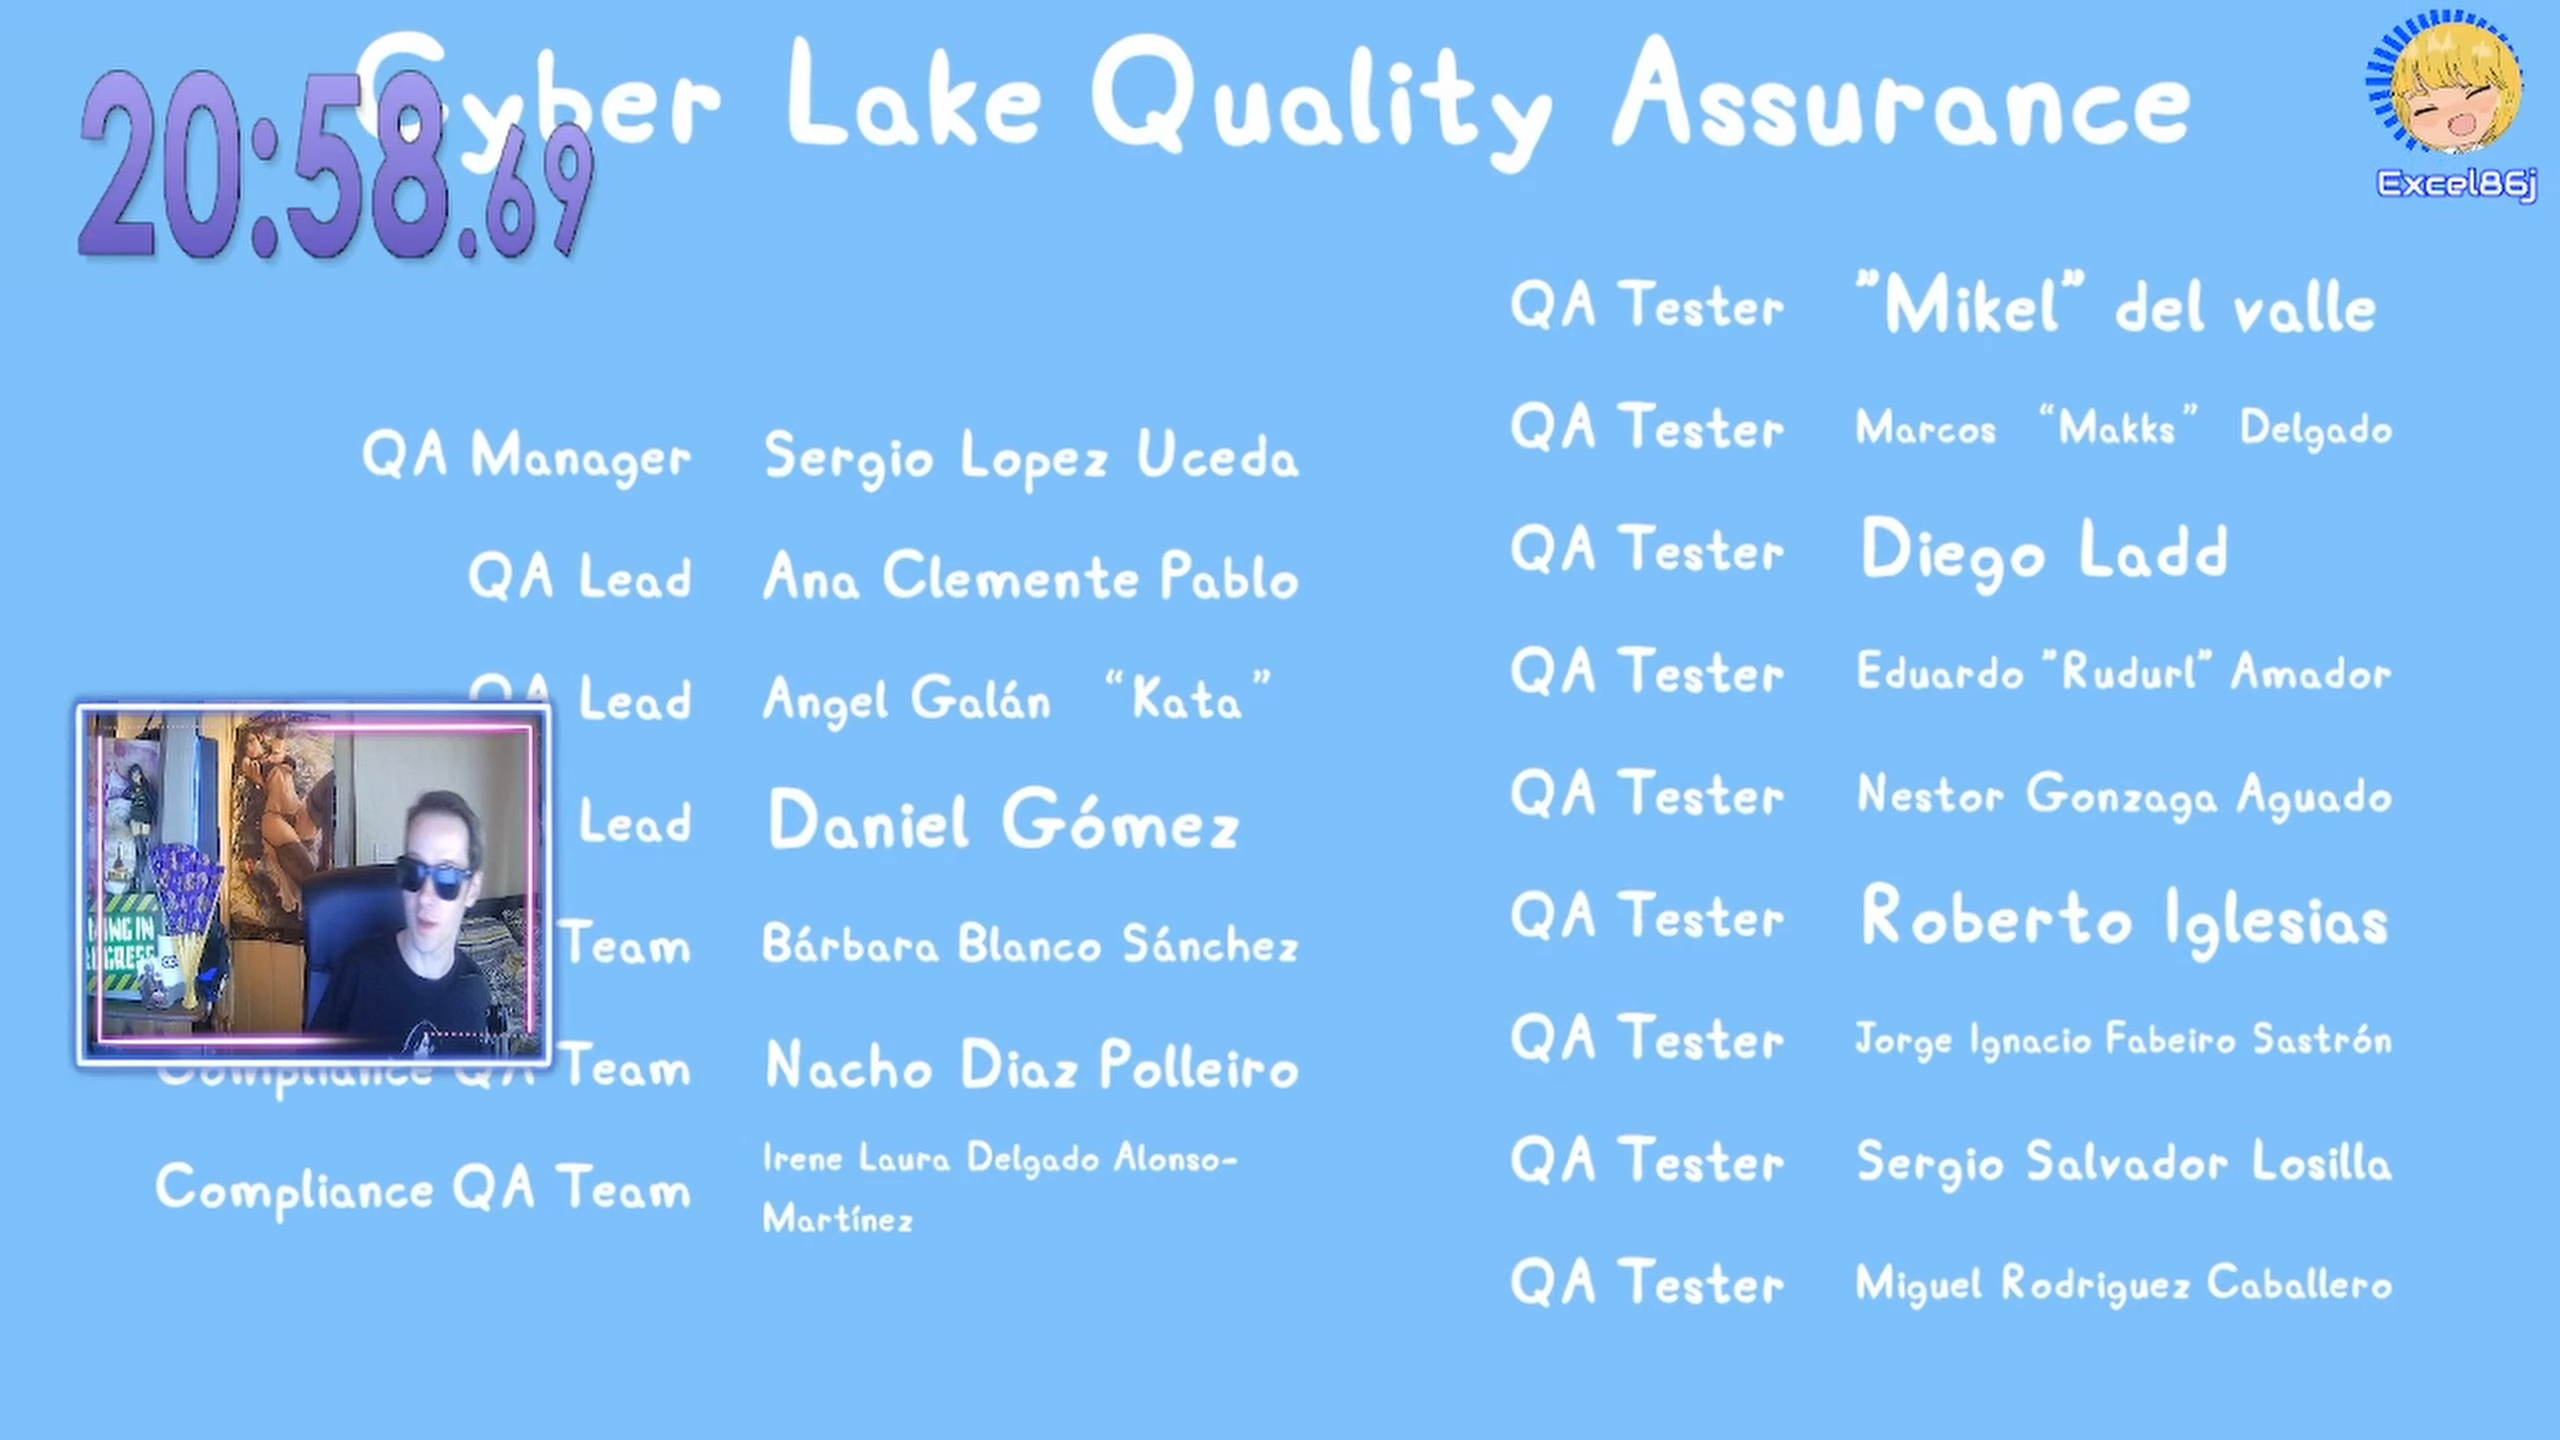 Cyber Lake Quality Assurance
20:58.69
Excel86j
QA Manager Sergio Lopez Uceda
QA Lead Ana Clemente Pablo
QA Lead Angel Galán “Kata”
Lead Daniel Gómez
Team Bárbara Blanco Sánchez
Compliance QA Team Nacho Diaz Polleiro
Compliance QA Team Irene Laura Delgado Alonso-
Martínez
QA Tester ”Mikel” del valle
QA Tester Marcos “Makks” Delgado
QA Tester Diego Ladd
QA Tester Eduardo ”Rudurl” Amador
QA Tester Nestor Gonzaga Aguado
QA Tester Roberto Iglesias
QA Tester Jorge Ignacio Fabeiro Sastrón
QA Tester Sergio Salvador Losilla
QA Tester Miguel Rodriguez Caballero